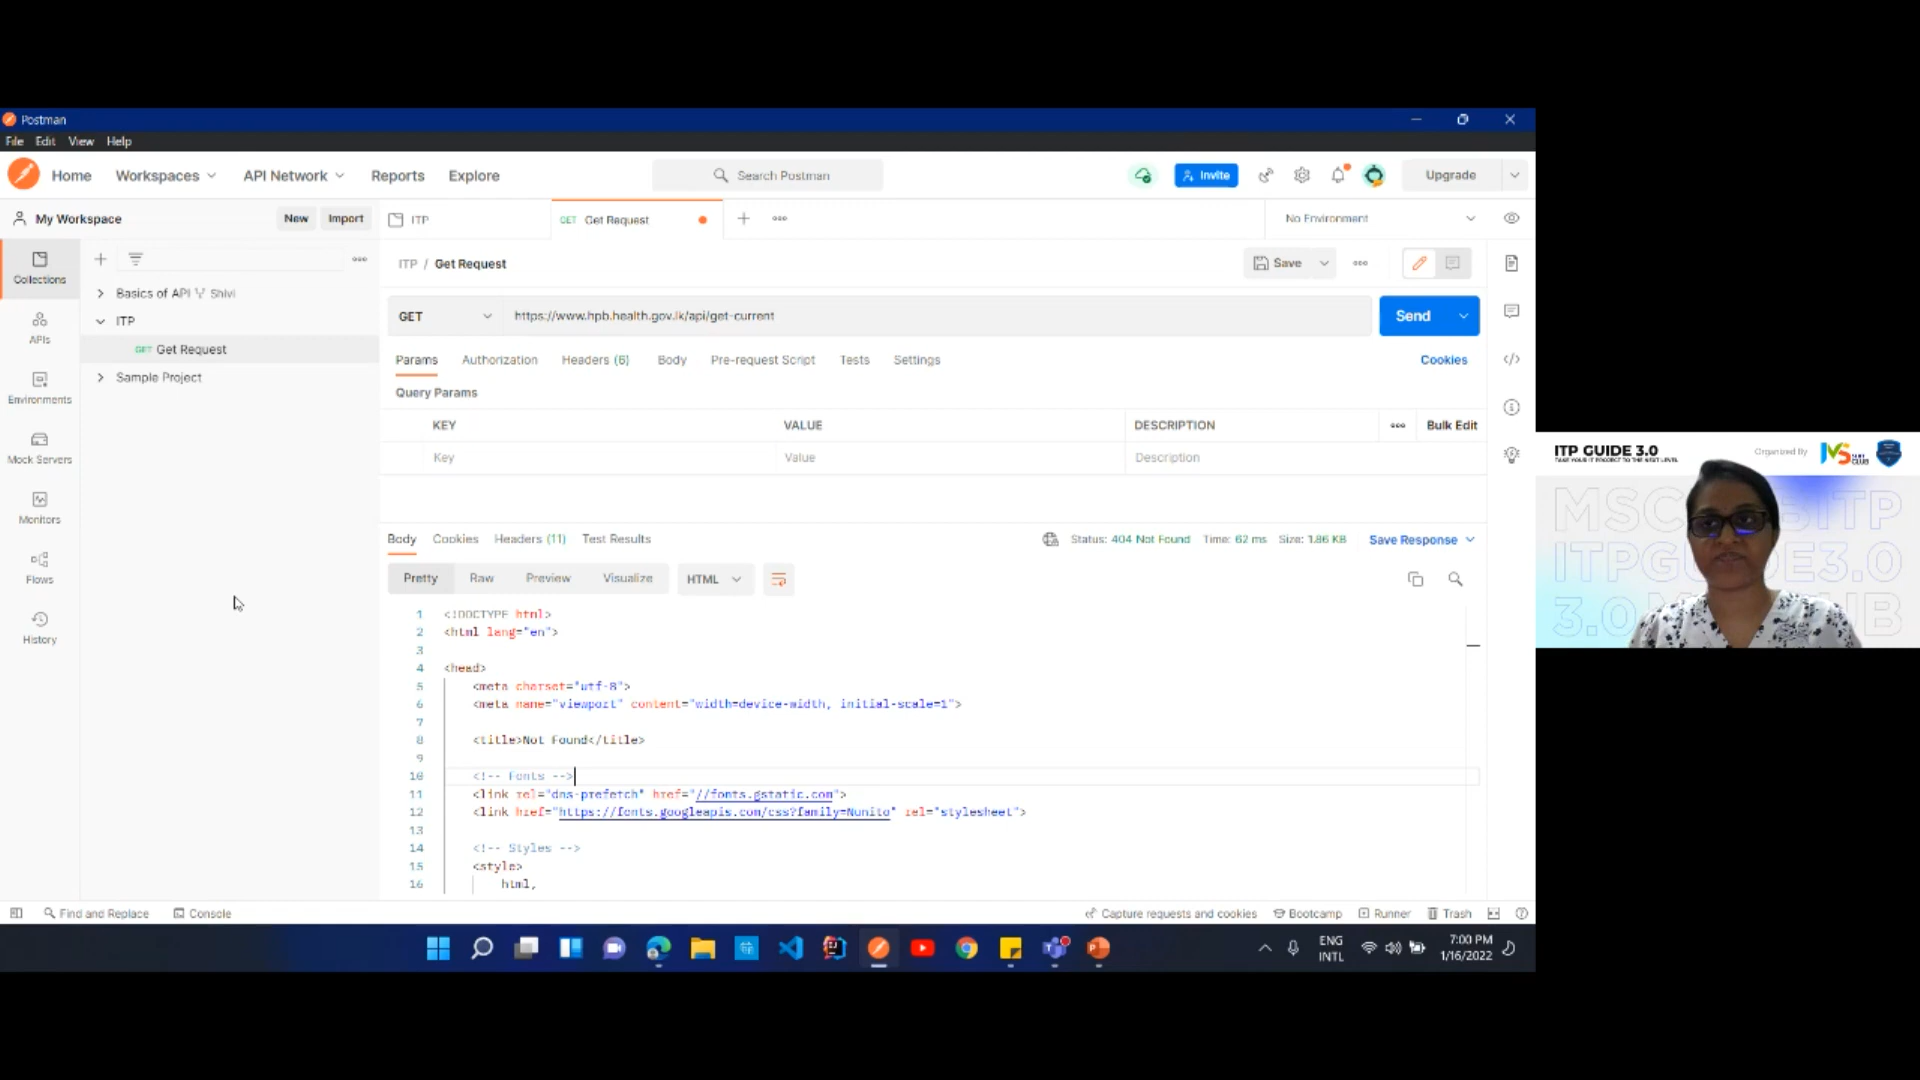 Postman
File Edit View Help
Home Workspaces API Network Reports Explore Search Postman Invite Upgrade
My Workspace New Import ITP GET Get Request No Environment
Collections
APIs
Environments
Mock Servers
Monitors
Flows
History
Basics of API Shivi
ITP
GET Get Request
Sample Project
ITP / Get Request Save
GET https://www.hpb.health.gov.lk/api/get-current Send
Params Authorization Headers (6) Body Pre-request Script Tests Settings Cookies
Query Params
KEY VALUE DESCRIPTION Bulk Edit
Key Value Description
Body Cookies Headers (11) Test Results Status: 404 Not Found Time: 62 ms Size: 1.86 KB Save Response
Pretty Raw Preview Visualize HTML
1 <!DOCTYPE html>
2 <html lang="en">
3
4 <head>
5 <meta charset="utf-8">
6 <meta name="viewport" content="width=device-width, initial-scale=1">
7
8 <title>Not Found</title>
9
10 <!-- Fonts -->
11 <link rel="dns-prefetch" href="//fonts.gstatic.com">
12 <link href="https://fonts.googleapis.com/css?family=Nunito" rel="stylesheet">
13
14 <!-- Styles -->
15 <style>
16 html,
Find and Replace Console Capture requests and cookies Bootcamp Runner Trash
ENG
INTL
7:00 PM
1/16/2022
ITP GUIDE 3.0
TAKE YOUR IT PROJECT TO THE NEXT LEVEL
Organized By